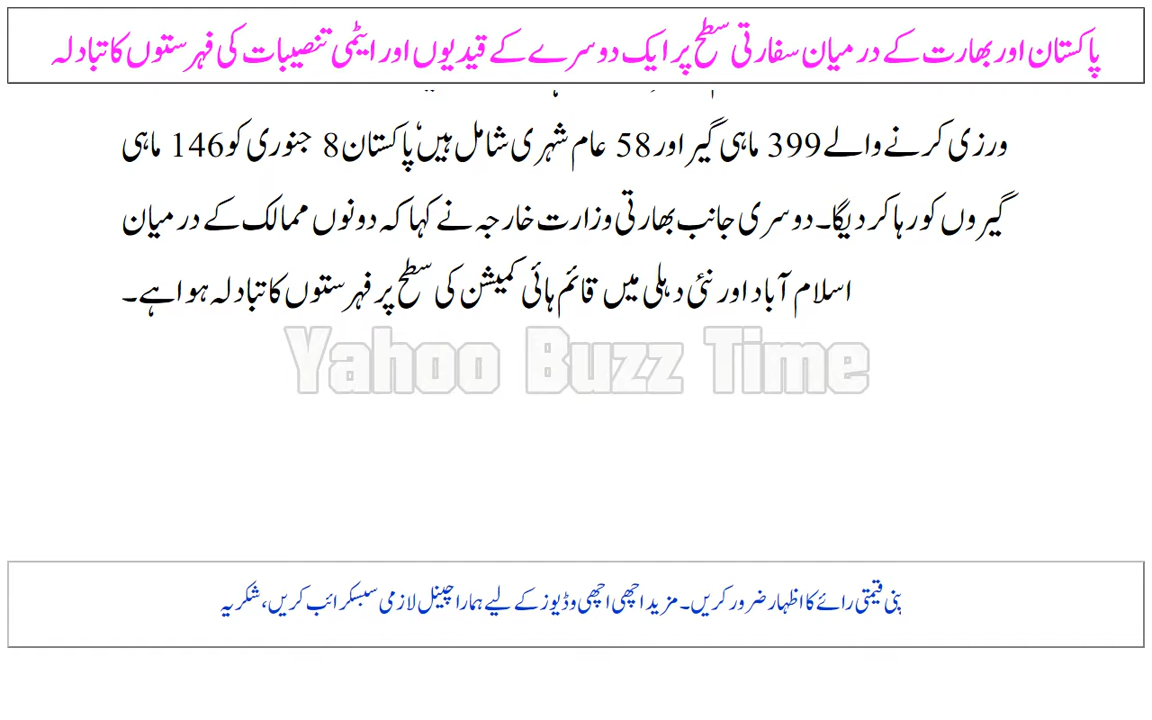 پاکستان اور بھارت کے درمیان سفارتی سطح پر ایک دوسرے کے قیدیوں اور ایٹمی تنصیبات کی فہرستوں کا تبادلہ
ورزی کرنے والے 399 ماہی گیر اور 58 عام شہری شامل ہیں' پاکستان 8 جنوری کو 146 ماہی
گیروں کو رہا کر دیگا۔ دوسری جانب بھارتی وزارت خارجہ نے کہا کہ دونوں ممالک کے درمیان
اسلام آباد اور نئی دہلی میں قائم ہائی کمیشن کی سطح پر فہرستوں کا تبادلہ ہوا ہے۔
Yahoo Buzz Time
پنی قیمتی رائے کا اظہار ضرور کریں۔ مزید اچھی اچھی وڈیوز کے لیے ہمارا چینل لازمی سبسکرائب کریں، شکریہ